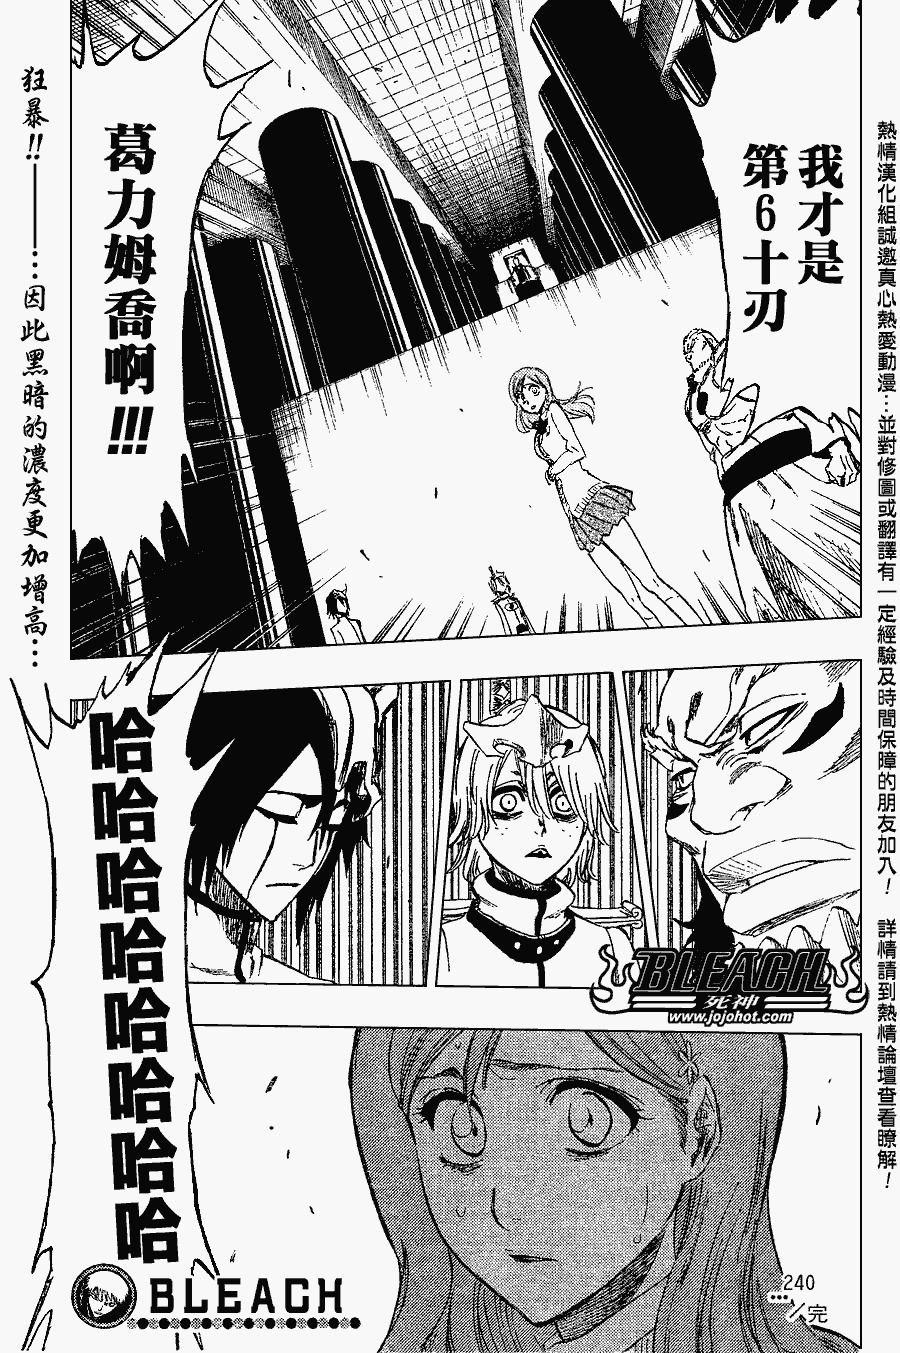 熱情漢化組誠邀真心熱愛動漫…並對修圖或翻譯有一定經驗及時間保障的朋友加入！ 詳情請到熱情論壇查看瞭解！
我才是
第6十刃
葛力姆喬啊!!!
狂暴!!——……因此黑暗的濃度更加增高…
哈哈哈哈哈哈哈哈
BLEACH
死神
www.jojohot.com
BLEACH
240
…／完